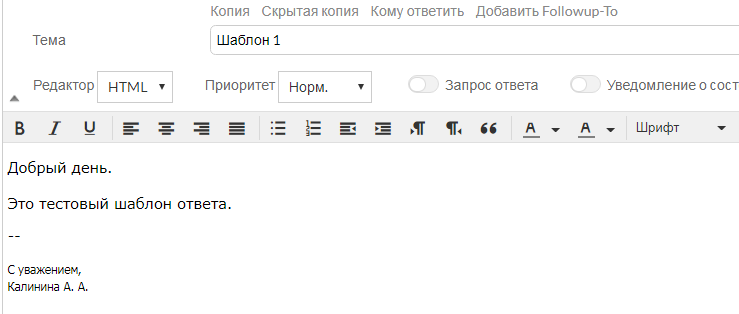 Копия Скрытая копия Кому ответить Добавить Followup-To
Тема Шаблон 1
Редактор HTML Приоритет Норм. Запрос ответа Уведомление о сост
B I U A A Шрифт
Добрый день.
Это тестовый шаблон ответа.
--
С уважением,
Калинина А. А.